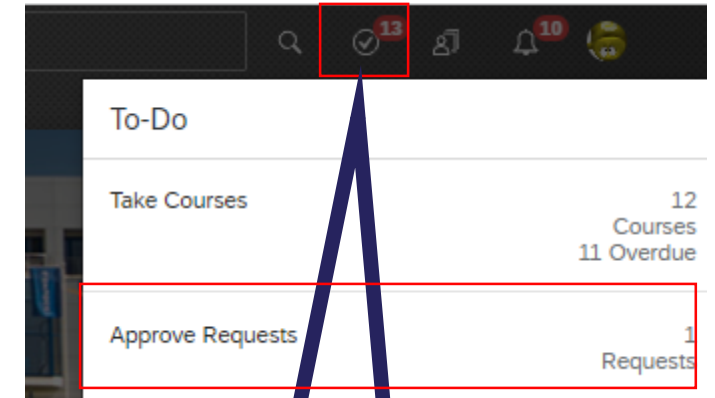 13
10
To-Do
Take Courses
12
Courses
11 Overdue
Approve Requests
1
Requests